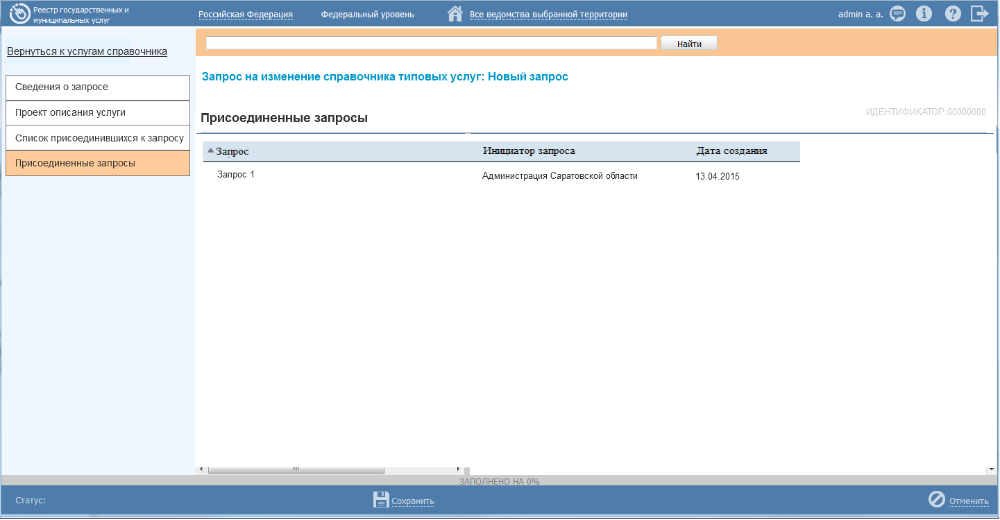 Реестр государственных и
муниципальных услуг
Российская Федерация
Федеральный уровень
Все ведомства выбранной территории
admin a. a.
Вернуться к услугам справочника
Найти
Сведения о запросе
Проект описания услуги
Список присоединившихся к запросу
Присоединенные запросы
Запрос на изменение справочника типовых услуг: Новый запрос
Присоединенные запросы
ИДЕНТИФИКАТОР:00000000
Запрос Инициатор запроса Дата создания
Запрос 1 Администрация Саратовской области 13.04.2015
ЗАПОЛНЕНО НА 0%
Статус:
Сохранить
Отменить